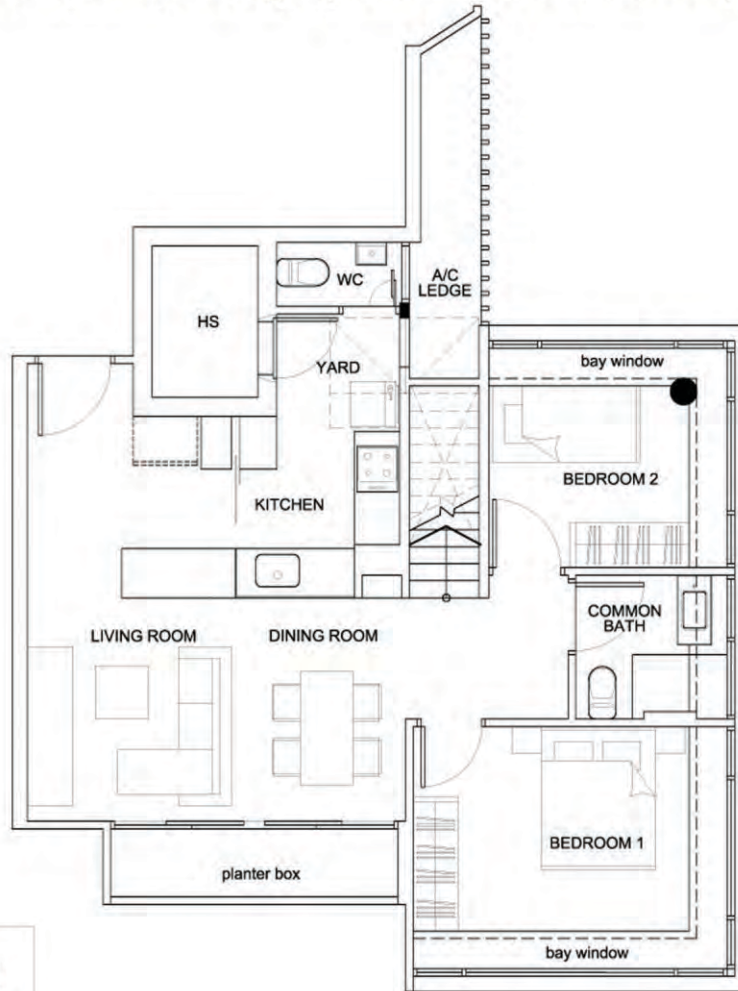 WC
A/C
LEDGE
HS
YARD
bay window
BEDROOM 2
KITCHEN
COMMON
BATH
LIVING ROOM
DINING ROOM
BEDROOM 1
planter box
bay window